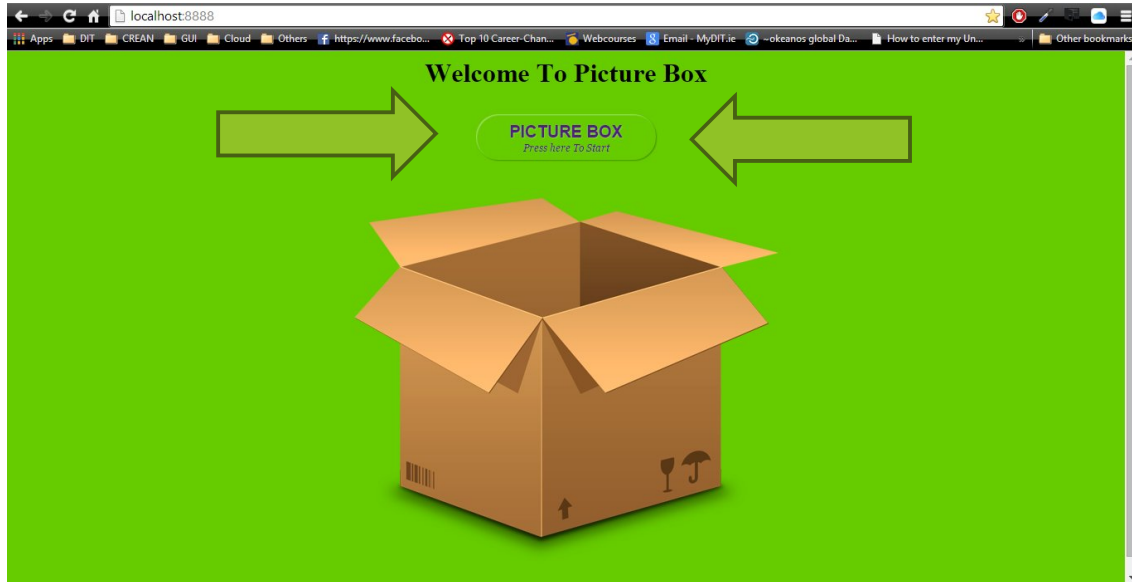 localhost:8888
Apps DIT CREAN GUI Cloud Others https://www.facebo... Top 10 Career-Chan... Webcourses Email - MyDIT.ie ~okeanos global Da... How to enter my Un... » Other bookmarks
Welcome To Picture Box
PICTURE BOX
Press here To Start